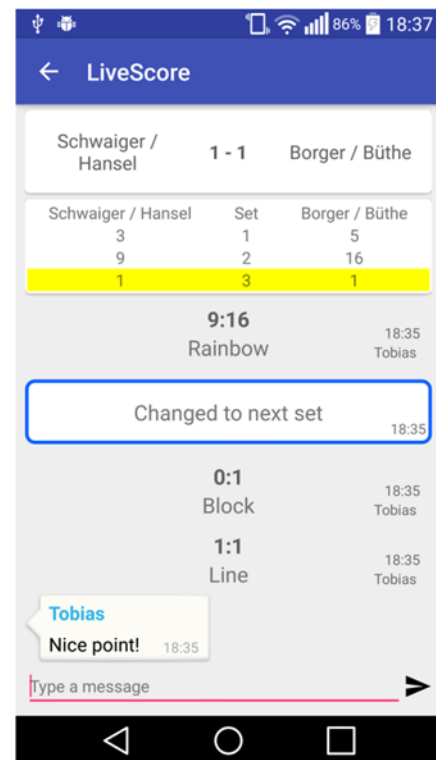 86% 18:37
LiveScore
Schwaiger / Hansel 1 - 1 Borger / Büthe
Schwaiger / Hansel Set Borger / Büthe
3 1 5
9 2 16
1 3 1
9:16
Rainbow
18:35
Tobias
Changed to next set
18:35
0:1
Block
18:35
Tobias
1:1
Line
18:35
Tobias
Tobias
Nice point! 18:35
Type a message